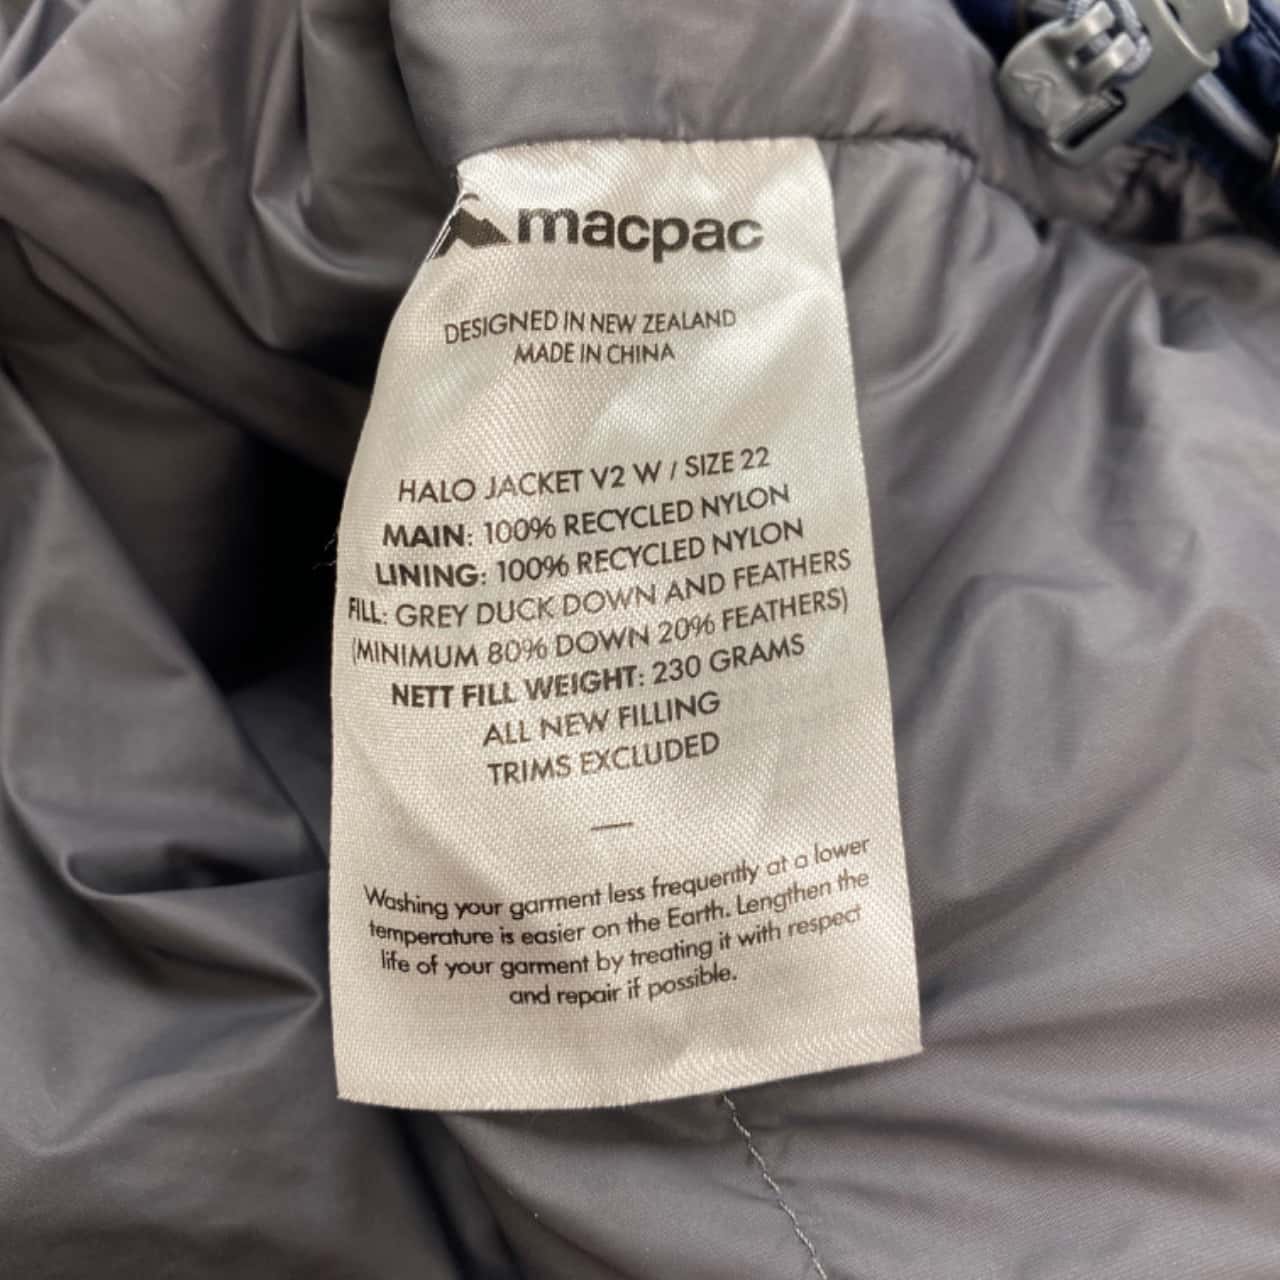 macpac
DESIGNED IN NEW ZEALAND
MADE IN CHINA
HALO JACKET V2 W / SIZE 22
MAIN: 100% RECYCLED NYLON
LINING: 100% RECYCLED NYLON
FILL: GREY DUCK DOWN AND FEATHERS
(MINIMUM 80% DOWN 20% FEATHERS)
NETT FILL WEIGHT: 230 GRAMS
ALL NEW FILLING
TRIMS EXCLUDED
—
Washing your garment less frequently at a lower
temperature is easier on the Earth. Lengthen the
life of your garment by treating it with respect
and repair if possible.